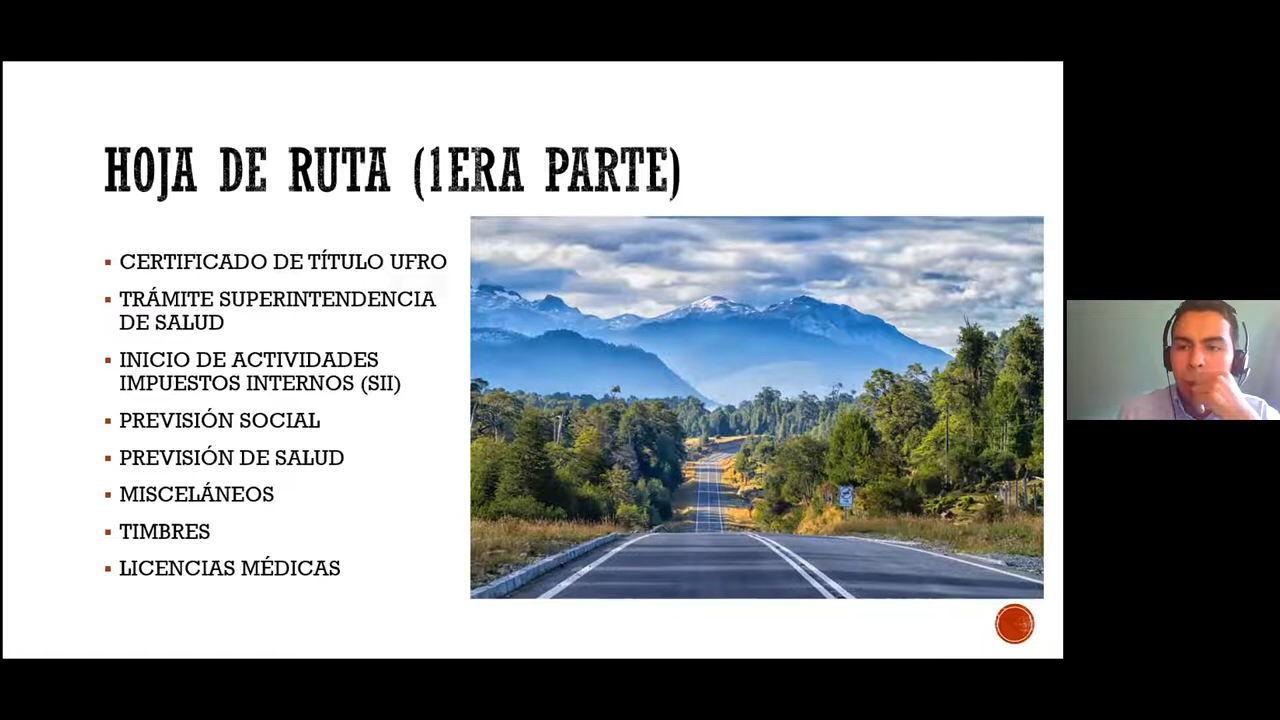 HOJA DE RUTA (1ERA PARTE)
CERTIFICADO DE TÍTULO UFRO
TRÁMITE SUPERINTENDENCIA
DE SALUD
INICIO DE ACTIVIDADES
IMPUESTOS INTERNOS (SII)
PREVISIÓN SOCIAL
PREVISIÓN DE SALUD
MISCELÁNEOS
TIMBRES
LICENCIAS MÉDICAS